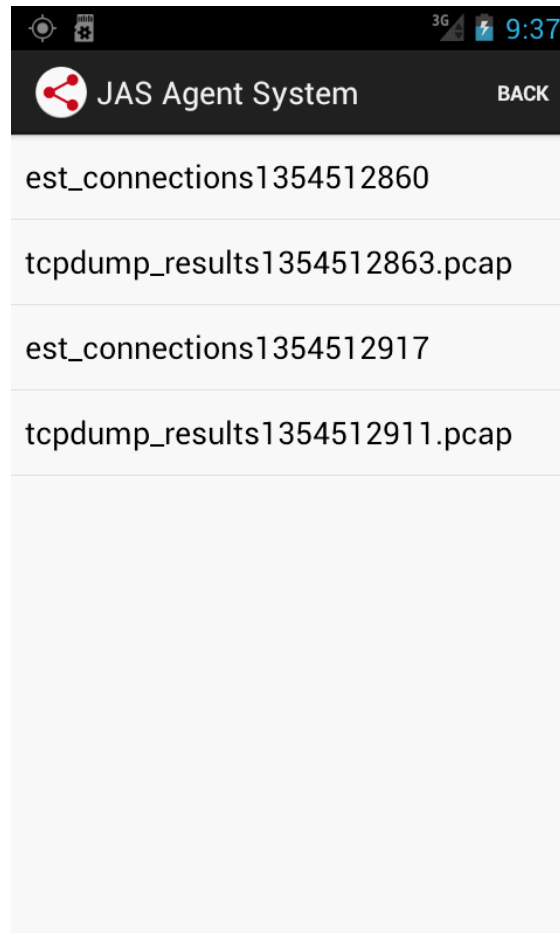 3G 9:37
JAS Agent System BACK
est_connections1354512860
tcpdump_results1354512863.pcap
est_connections1354512917
tcpdump_results1354512911.pcap